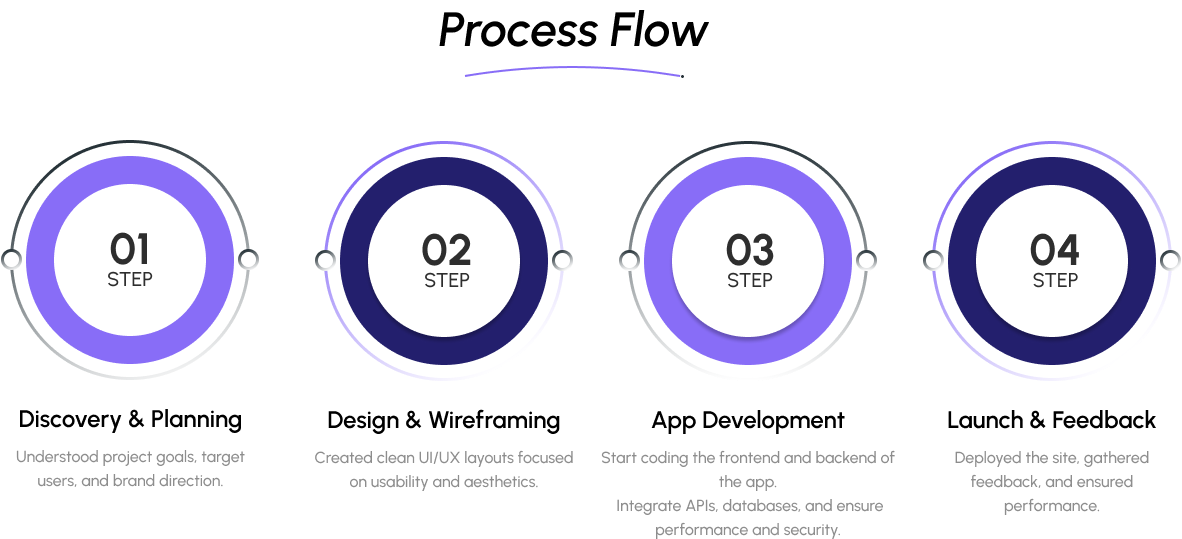 Process Flow
01
STEP
02
STEP
03
STEP
04
STEP
Discovery & Planning
Understood project goals, target
users, and brand direction.
Design & Wireframing
Created clean UI/UX layouts focused
on usability and aesthetics.
App Development
Start coding the frontend and backend of
the app.
Integrate APIs, databases, and ensure
performance and security.
Launch & Feedback
Deployed the site, gathered
feedback, and ensured
performance.